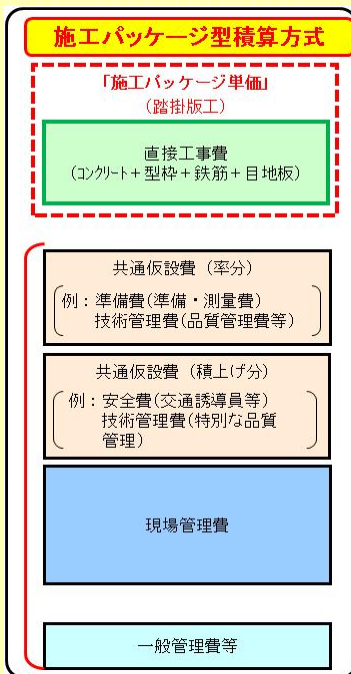 施工パッケージ型積算方式
「施工パッケージ単価」
(踏掛版工)
直接工事費
(コンクリート+型枠+鉄筋+目地板)
共通仮設費 (率分)
例:準備費(準備・測量費)
技術管理費(品質管理費等)
共通仮設費 (積上げ分)
例:安全費(交通誘導員等)
技術管理費(特別な品質
管理)
現場管理費
一般管理費等